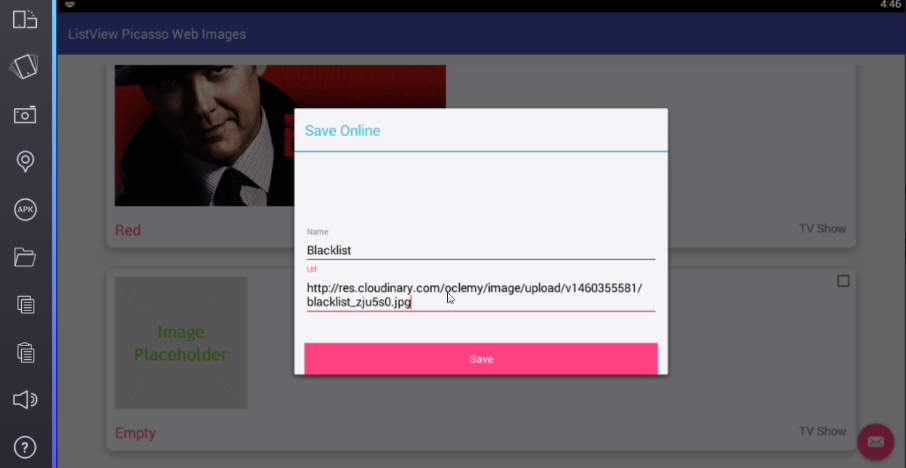 4:46
ListView Picasso Web Images
APK
Save Online
Name
Blacklist
Url
http://res.cloudinary.com/oclemy/image/upload/v1460355581/
blacklist_zju5s0.jpg
Save
Red
TV Show
Image
Placeholder
Empty
TV Show
?